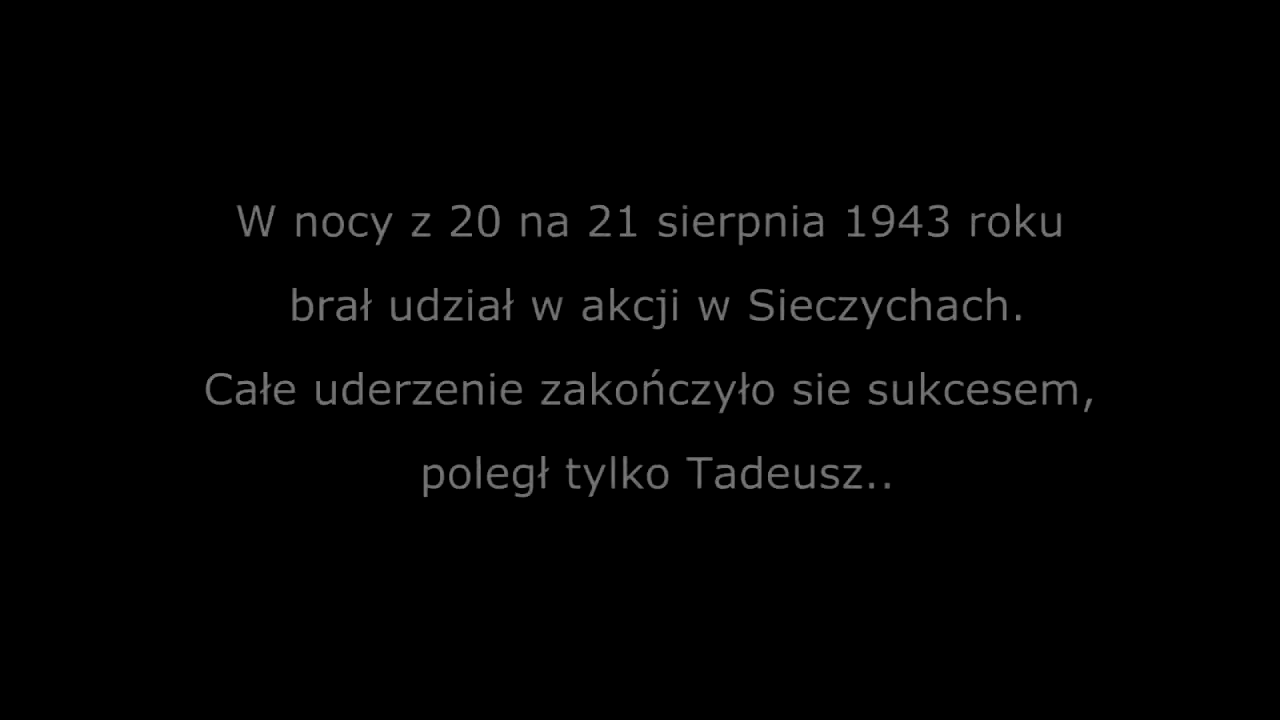 W nocy z 20 na 21 sierpnia 1943 roku
brał udział w akcji w Sieczychach.
Całe uderzenie zakończyło sie sukcesem,
poległ tylko Tadeusz..